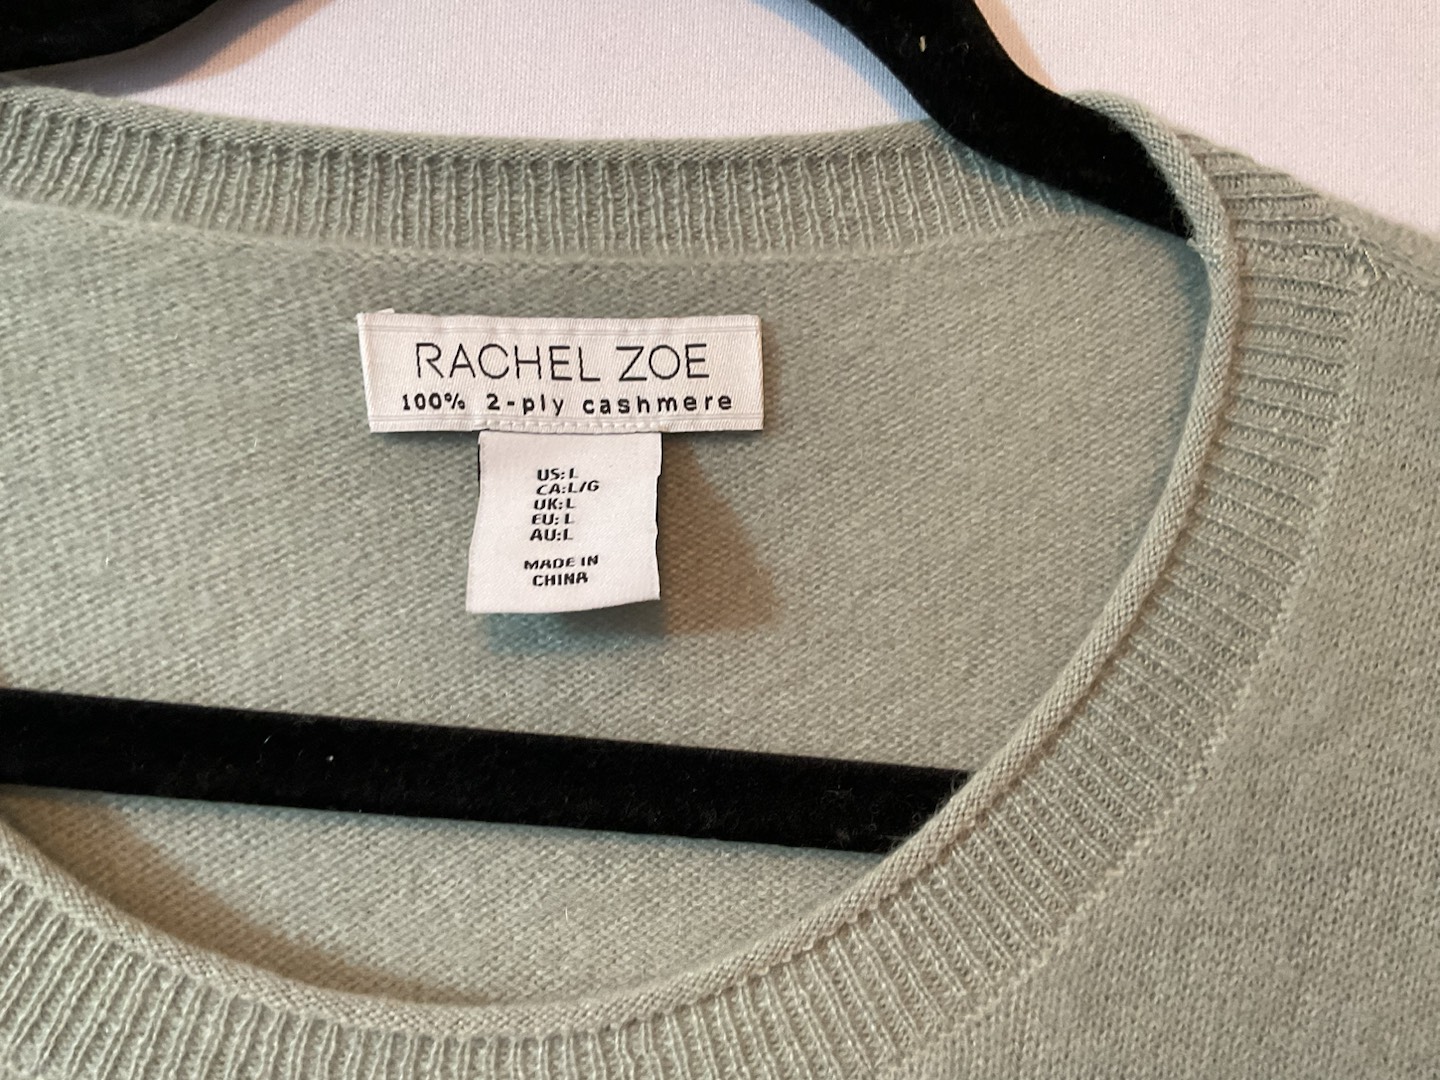 RACHEL ZOE
100% 2-ply cashmere
US: L
CA:L/G
UK: L
EU: L
AU:L
MADE IN
CHINA